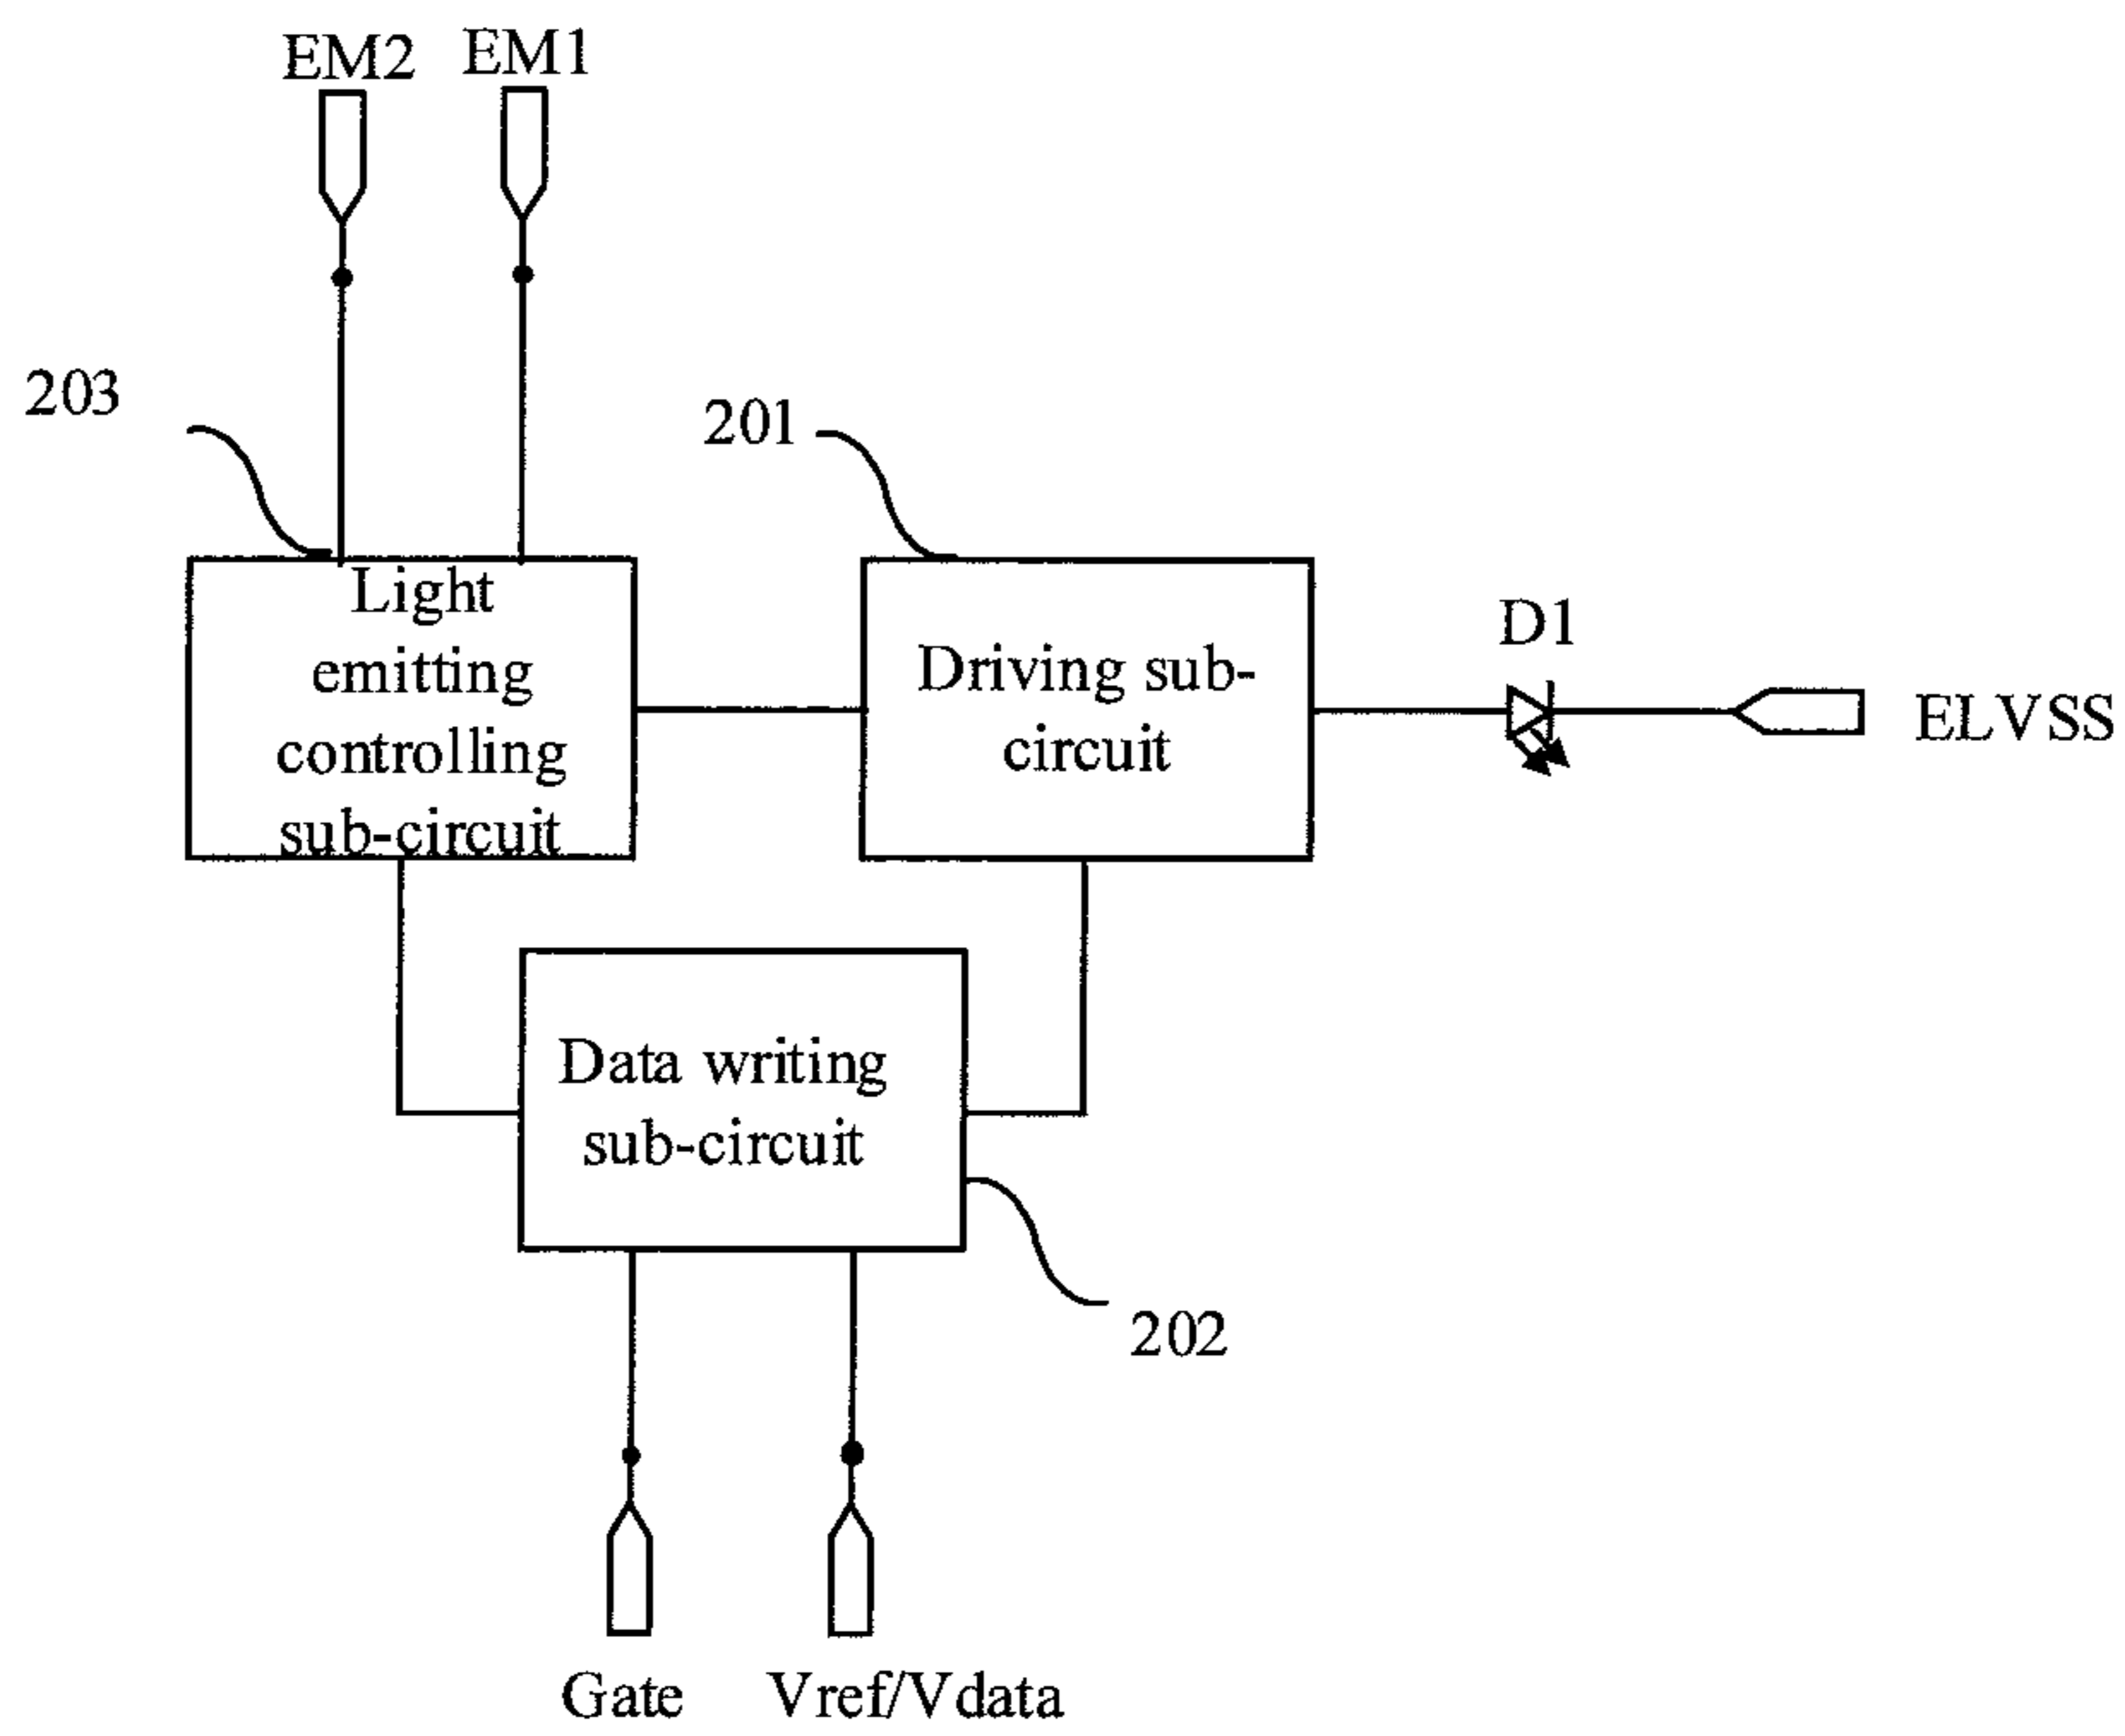 EM2 EM1
203
201
Light
emitting
controlling
sub-circuit
Driving sub-
circuit
D1
ELVSS
Data writing
sub-circuit
202
Gate Vref/Vdata